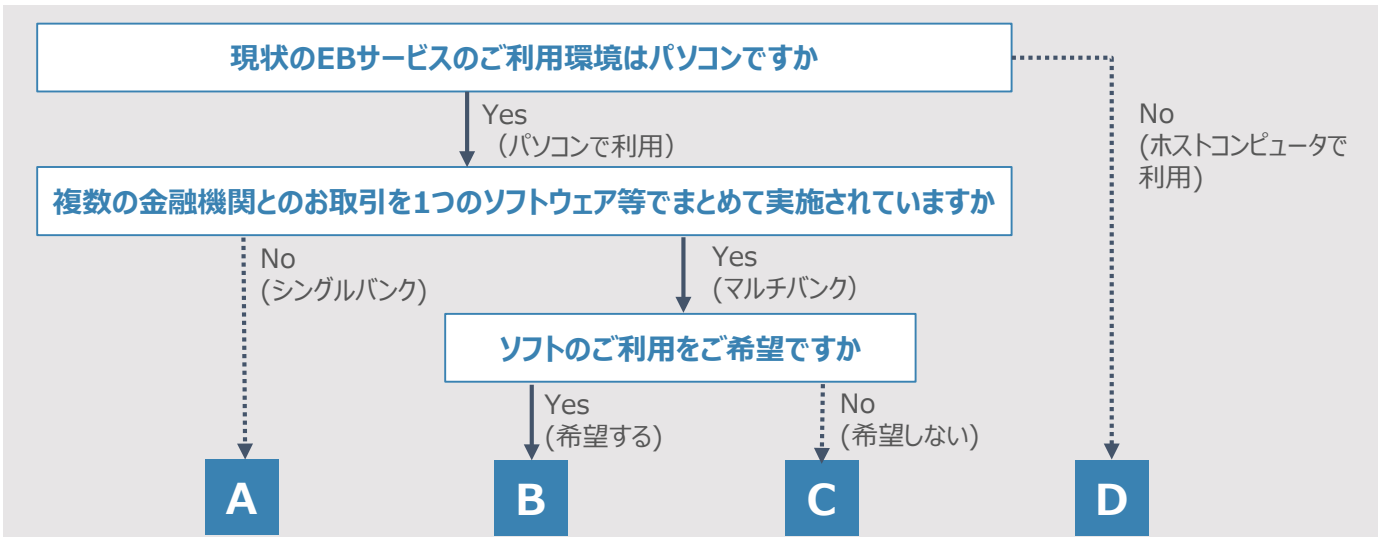 現状のEBサービスのご利用環境はパソコンですか
Yes
（パソコンで利用）
No
(ホストコンピュータで
利用)
複数の金融機関とのお取引を1つのソフトウェア等でまとめて実施されていますか
No
(シングルバンク)
Yes
(マルチバンク）
ソフトのご利用をご希望ですか
Yes
(希望する)
No
(希望しない)
A
B
C
D